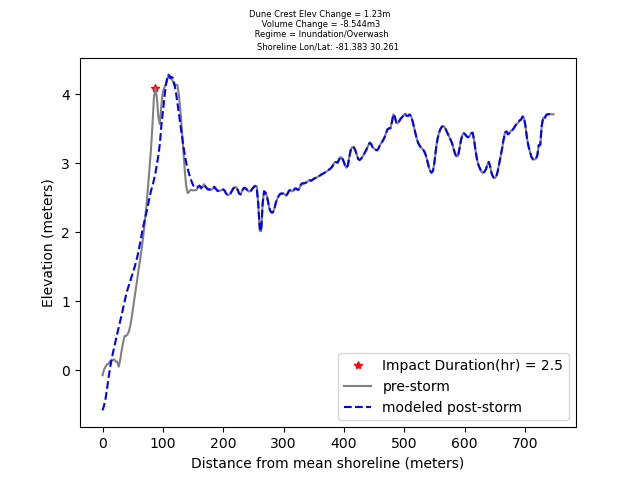 Dune Crest Elev Change = 1.23m
Volume Change = -8.544m3
Regime = Inundation/Overwash
Shoreline Lon/Lat: -81.383 30.261
4
3
2
1
0
Elevation (meters)
Impact Duration(hr) = 2.5
pre-storm
modeled post-storm
0 100 200 300 400 500 600 700
Distance from mean shoreline (meters)